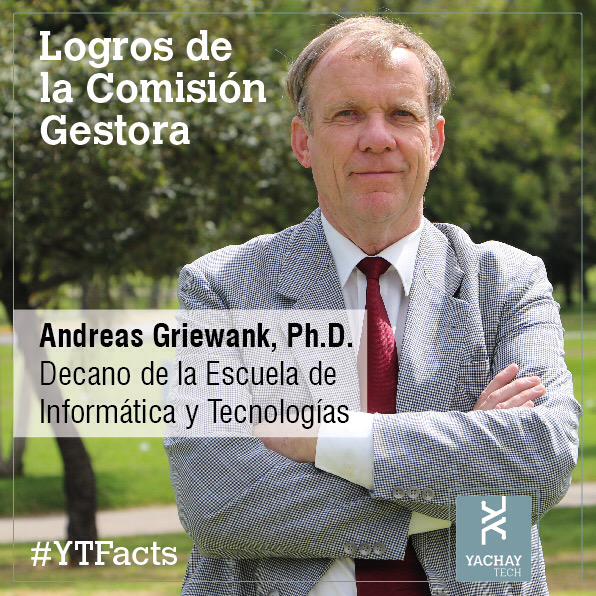 Logros de
la Comisión
Gestora
Andreas Griewank, Ph.D.
Decano de la Escuela de
Informática y Tecnologías
#YTFacts
YACHAY
TECH